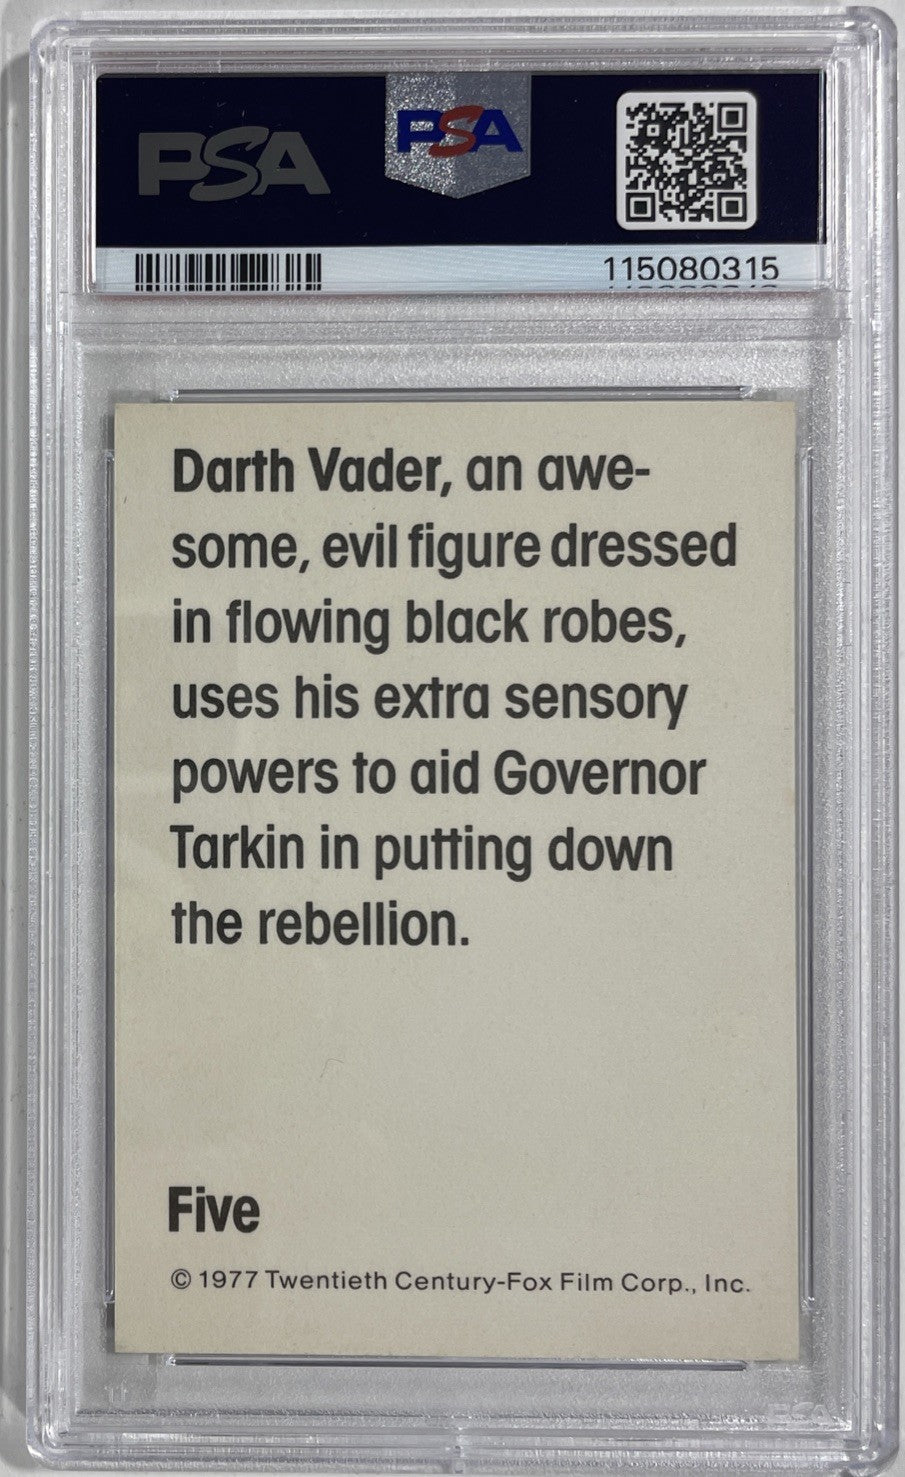 PSA
PSA
115080315
Darth Vader, an awe-
some, evil figure dressed
in flowing black robes,
uses his extra sensory
powers to aid Governor
Tarkin in putting down
the rebellion.
Five
© 1977 Twentieth Century-Fox Film Corp., Inc.
PSA